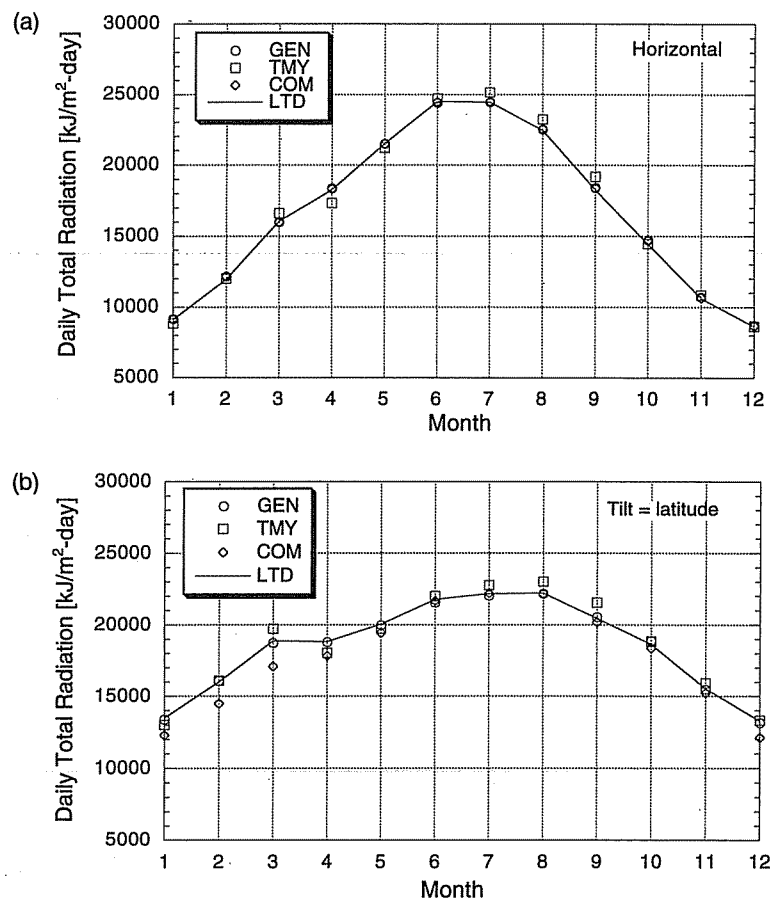 (a)
30000
25000
20000
15000
10000
5000
Daily Total Radiation [kJ/m²-day]
GEN
TMY
COM
LTD
Horizontal
1 2 3 4 5 6 7 8 9 10 11 12
Month
(b)
30000
25000
20000
15000
10000
5000
Daily Total Radiation [kJ/m²-day]
GEN
TMY
COM
LTD
Tilt = latitude
1 2 3 4 5 6 7 8 9 10 11 12
Month